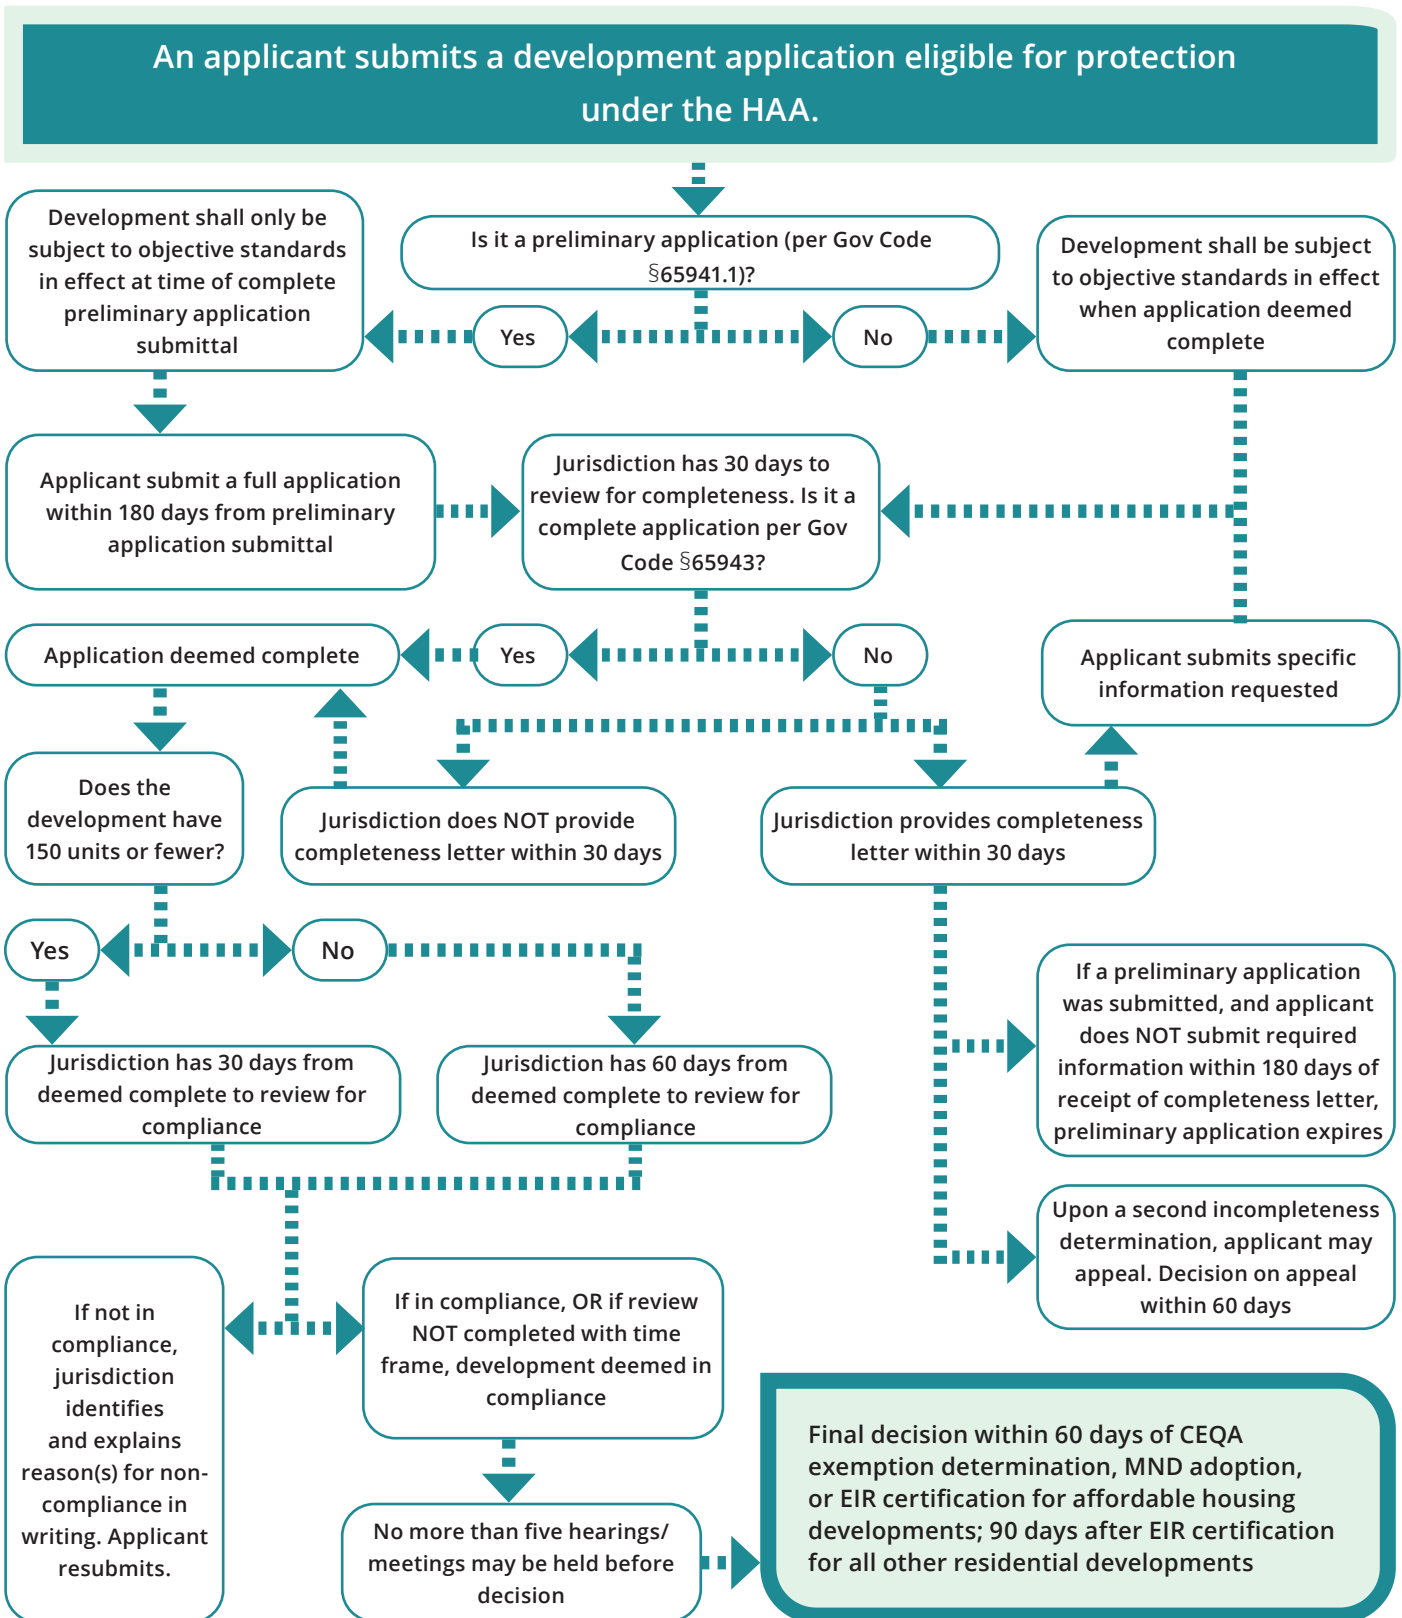 An applicant submits a development application eligible for protection
under the HAA.
Development shall only be
subject to objective standards
in effect at time of complete
preliminary application
submittal
Is it a preliminary application (per Gov Code
§65941.1)?
Development shall be subject
to objective standards in effect
when application deemed
complete
Yes
No
Applicant submit a full application
within 180 days from preliminary
application submittal
Jurisdiction has 30 days to
review for completeness. Is it a
complete application per Gov
Code §65943?
Application deemed complete
Yes
No
Applicant submits specific
information requested
Does the
development have
150 units or fewer?
Jurisdiction does NOT provide
completeness letter within 30 days
Jurisdiction provides completeness
letter within 30 days
Yes
No
If a preliminary application
was submitted, and applicant
does NOT submit required
information within 180 days of
receipt of completeness letter,
preliminary application expires
Jurisdiction has 30 days from
deemed complete to review for
compliance
Jurisdiction has 60 days from
deemed complete to review for
compliance
Upon a second incompleteness
determination, applicant may
appeal. Decision on appeal
within 60 days
If not in
compliance,
jurisdiction
identifies
and explains
reason(s) for non-
compliance in
writing. Applicant
resubmits.
If in compliance, OR if review
NOT completed with time
frame, development deemed in
compliance
No more than five hearings/
meetings may be held before
decision
Final decision within 60 days of CEQA
exemption determination, MND adoption,
or EIR certification for affordable housing
developments; 90 days after EIR certification
for all other residential developments